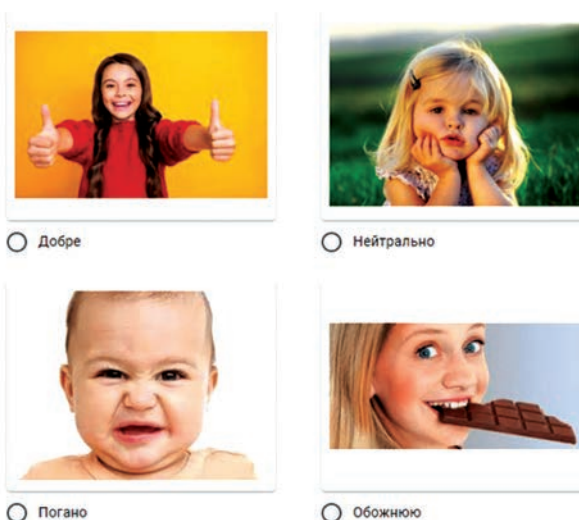 Добре
Нейтрально
Погано
Обожнюю